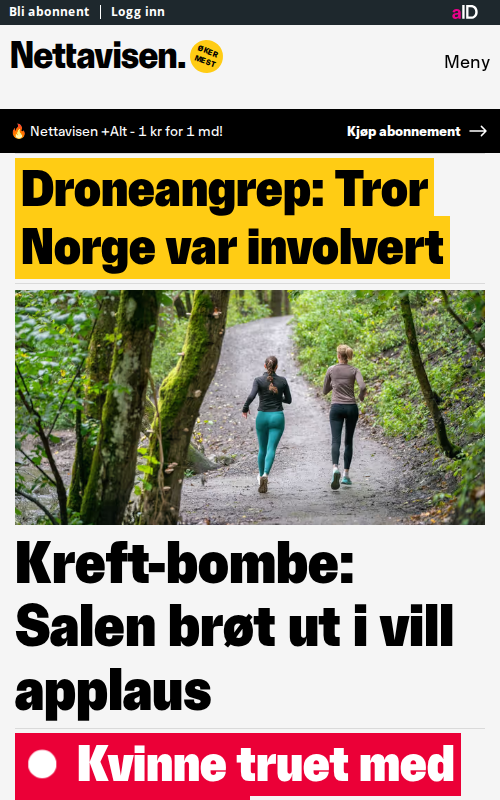 Bli abonnent | Logg inn
aID
Nettavisen.
ØKER
MEST
Meny
🔥 Nettavisen +Alt - 1 kr for 1 md!
Kjøp abonnement →
Droneangrep: Tror
Norge var involvert
Kreft-bombe:
Salen brøt ut i vill
applaus
Kvinne truet med